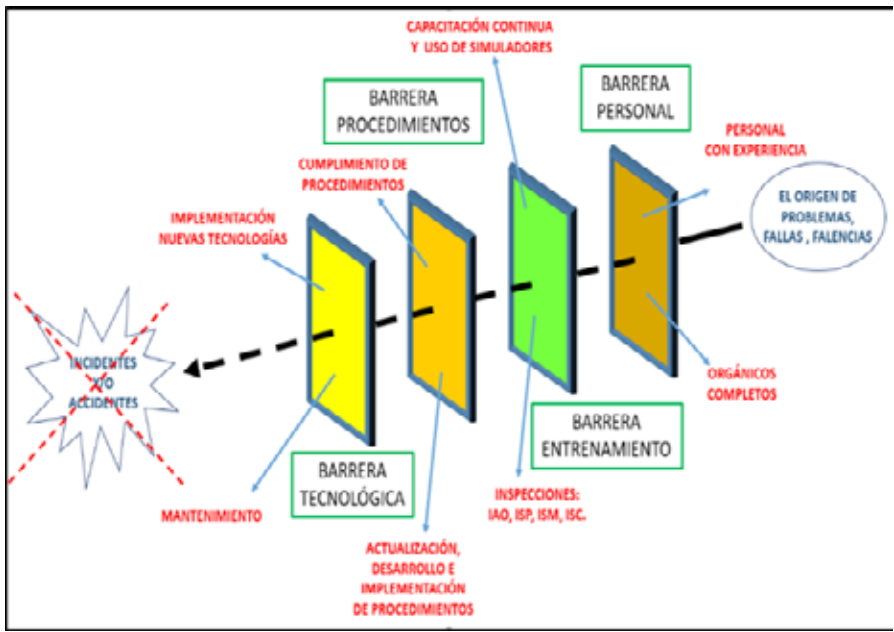 CAPACITACIÓN CONTINUA
Y USO DE SIMULADORES
BARRERA
PROCEDIMIENTOS
BARRERA
PERSONAL
PERSONAL
CON EXPERIENCIA
CUMPLIMIENTO DE
PROCEDIMIENTOS
IMPLEMENTACIÓN
NUEVAS TECNOLOGÍAS
EL ORIGEN DE
PROBLEMAS,
FALLAS , FALENCIAS
INCIDENTES
Y/O
ACCIDENTES
ORGÁNICOS
COMPLETOS
BARRERA
ENTRENAMIENTO
BARRERA
TECNOLÓGICA
INSPECCIONES:
IAO, ISP, ISM, ISC.
MANTENIMIENTO
ACTUALIZACIÓN,
DESARROLLO E
IMPLEMENTACIÓN
DE PROCEDIMIENTOS